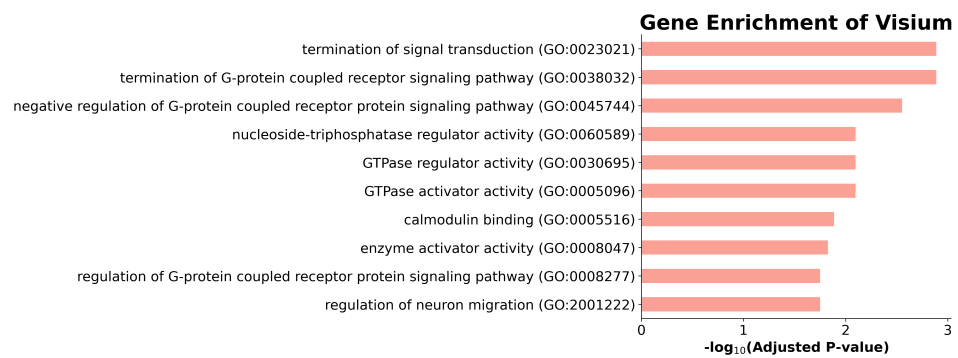 Gene Enrichment of Visium
termination of signal transduction (GO:0023021)
termination of G-protein coupled receptor signaling pathway (GO:0038032)
negative regulation of G-protein coupled receptor protein signaling pathway (GO:0045744)
nucleoside-triphosphatase regulator activity (GO:0060589)
GTPase regulator activity (GO:0030695)
GTPase activator activity (GO:0005096)
calmodulin binding (GO:0005516)
enzyme activator activity (GO:0008047)
regulation of G-protein coupled receptor protein signaling pathway (GO:0008277)
regulation of neuron migration (GO:2001222)
0 1 2 3
-log₁₀(Adjusted P-value)